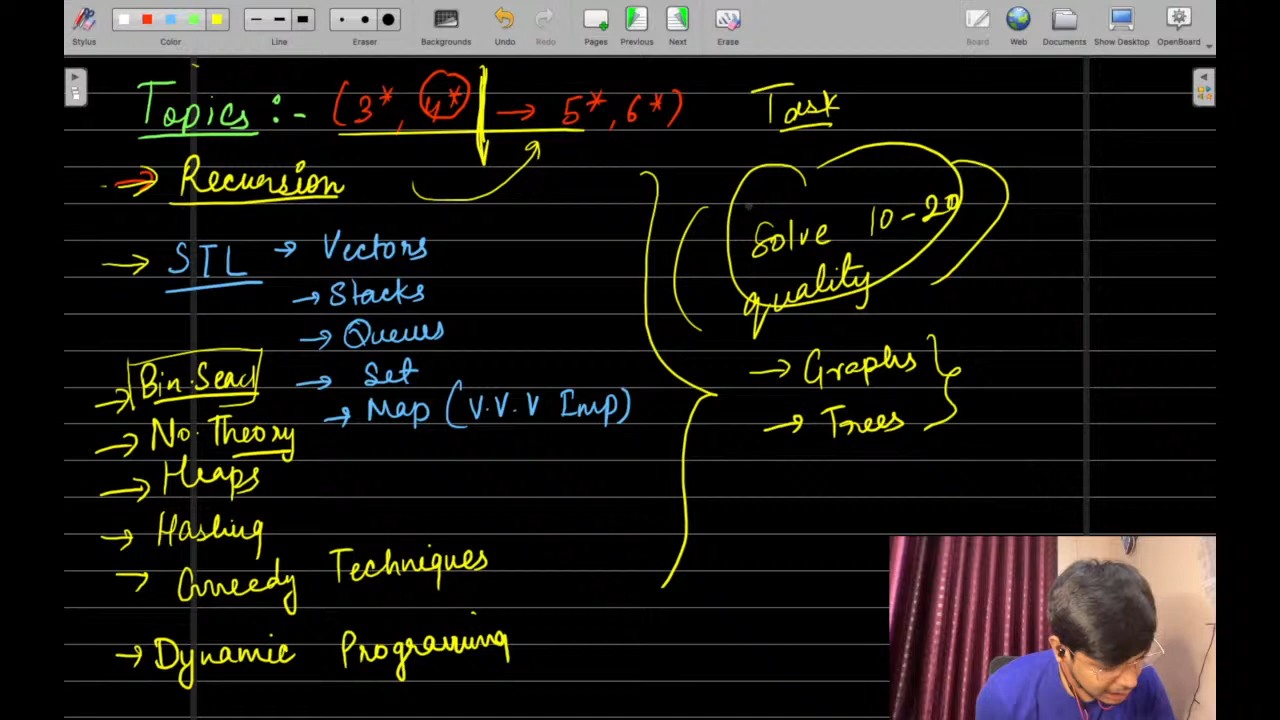 Stylus Color Line Eraser Backgrounds Undo Redo Pages Previous Next Erase Board Web Documents Show Desktop OpenBoard
Topics :- (3*, 4* → 5*, 6*)
→ Recursion
→ STL → Vectors
→ Stacks
→ Queues
→ Set
→ Map (V.V.V Imp)
→ Bin. Seach
→ No. Theory
→ Heaps
→ Hashing
→ Greedy Techniques
→ Dynamic Programing
Task
Solve 10-20
quality
→ Graphs
→ Trees